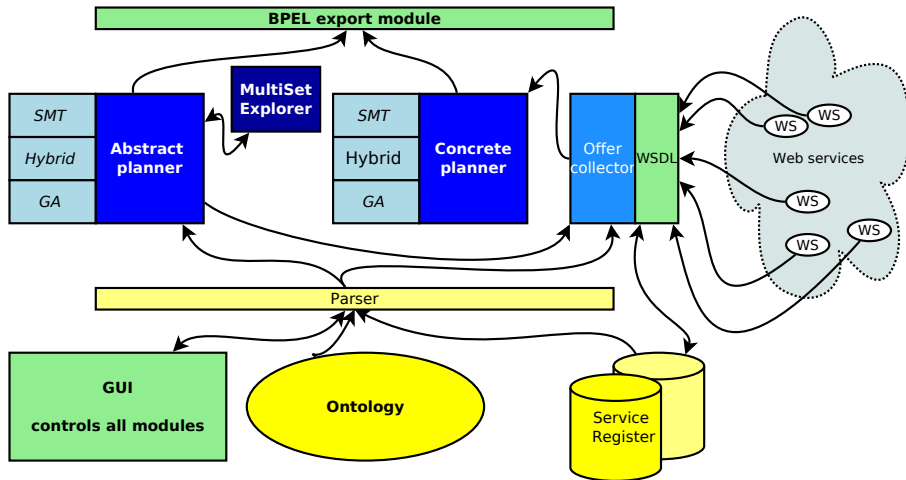 BPEL export module
SMT
Hybrid
GA
Abstract
planner
MultiSet
Explorer
SMT
Hybrid
GA
Concrete
planner
Offer
collector
WSDL
WS
WS
Web services
WS
WS
WS
Parser
GUI
controls all modules
Ontology
Service
Register